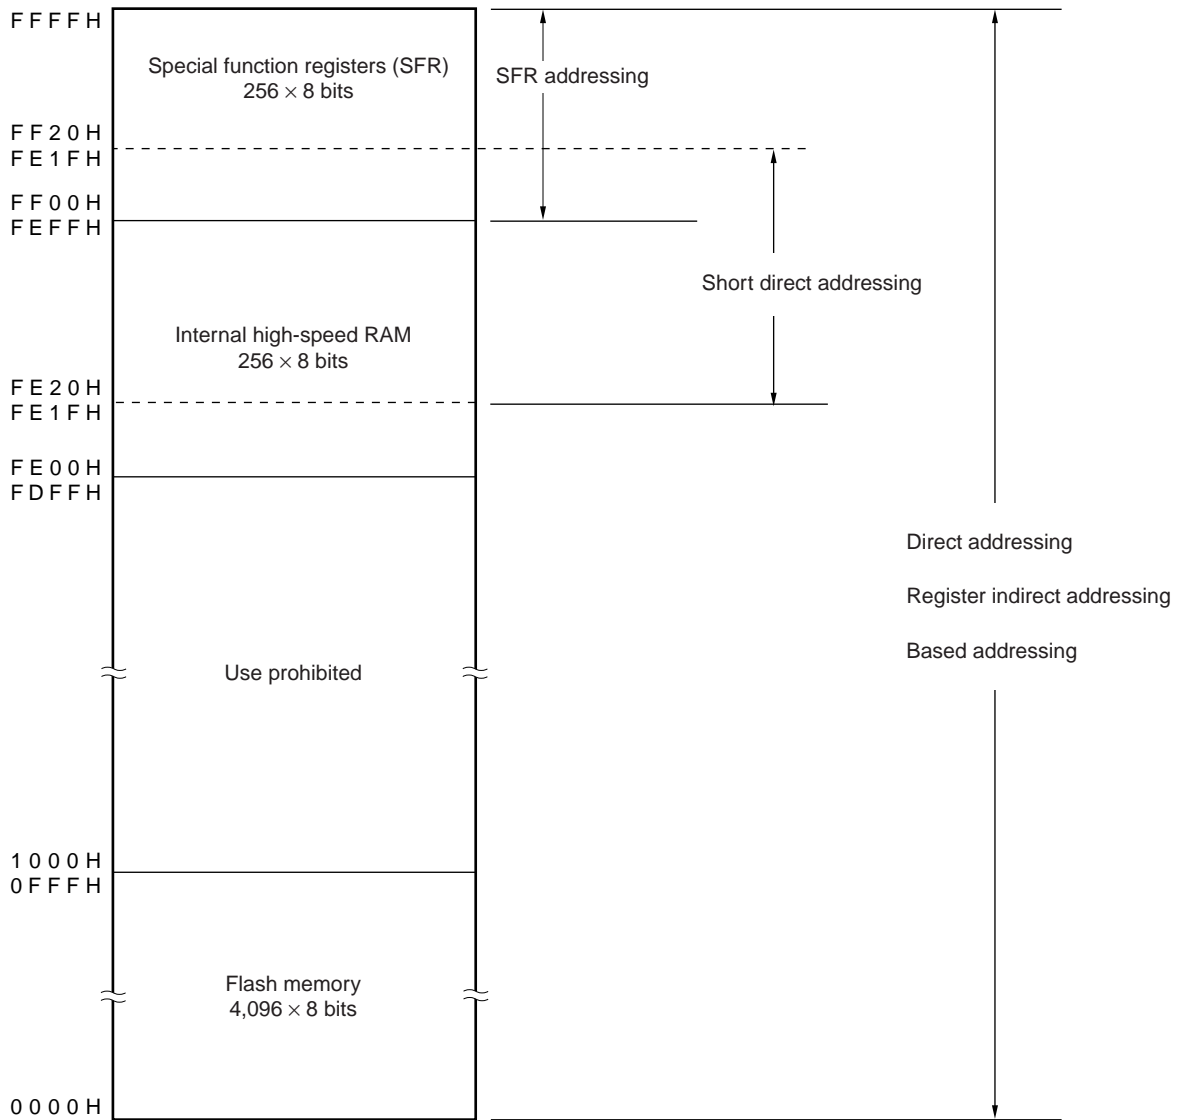 FFFFH
Special function registers (SFR)
256 × 8 bits
SFR addressing
FF20H
FE1FH
FF00H
FEFFH
Short direct addressing
Internal high-speed RAM
256 × 8 bits
FE20H
FE1FH
FE00H
FDFFH
Direct addressing
Register indirect addressing
Based addressing
Use prohibited
1000H
0FFFH
Flash memory
4,096 × 8 bits
0000H